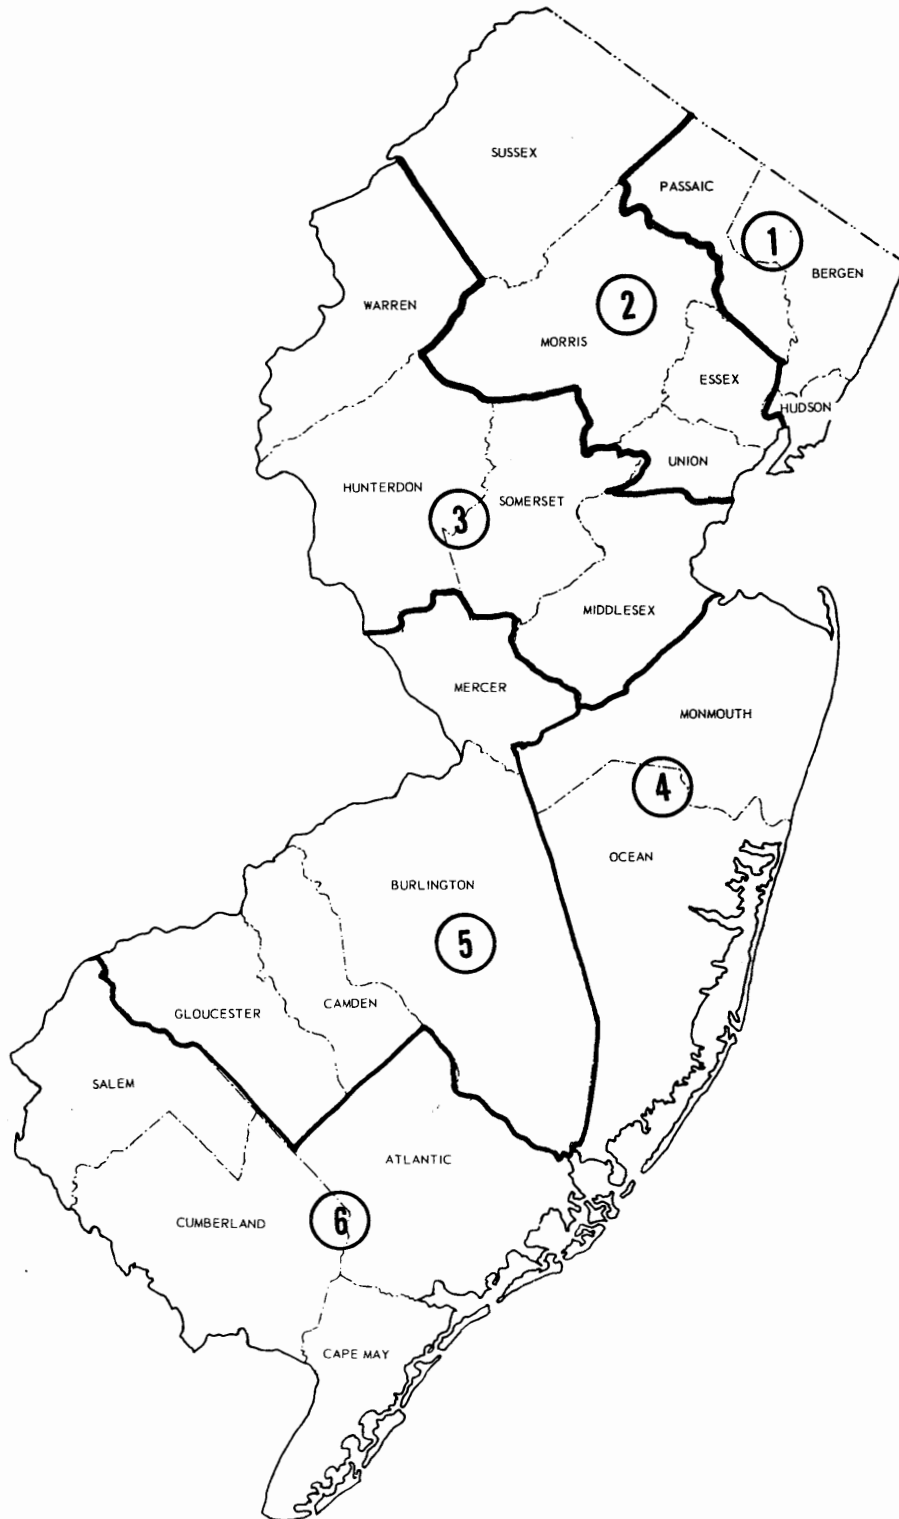 SUSSEX
PASSAIC
1
BERGEN
WARREN
2
MORRIS
ESSEX
HUDSON
UNION
HUNTERDON
SOMERSET
3
MIDDLESEX
MERCER
MONMOUTH
4
OCEAN
BURLINGTON
5
CAMDEN
GLOUCESTER
SALEM
ATLANTIC
CUMBERLAND
6
CAPE MAY